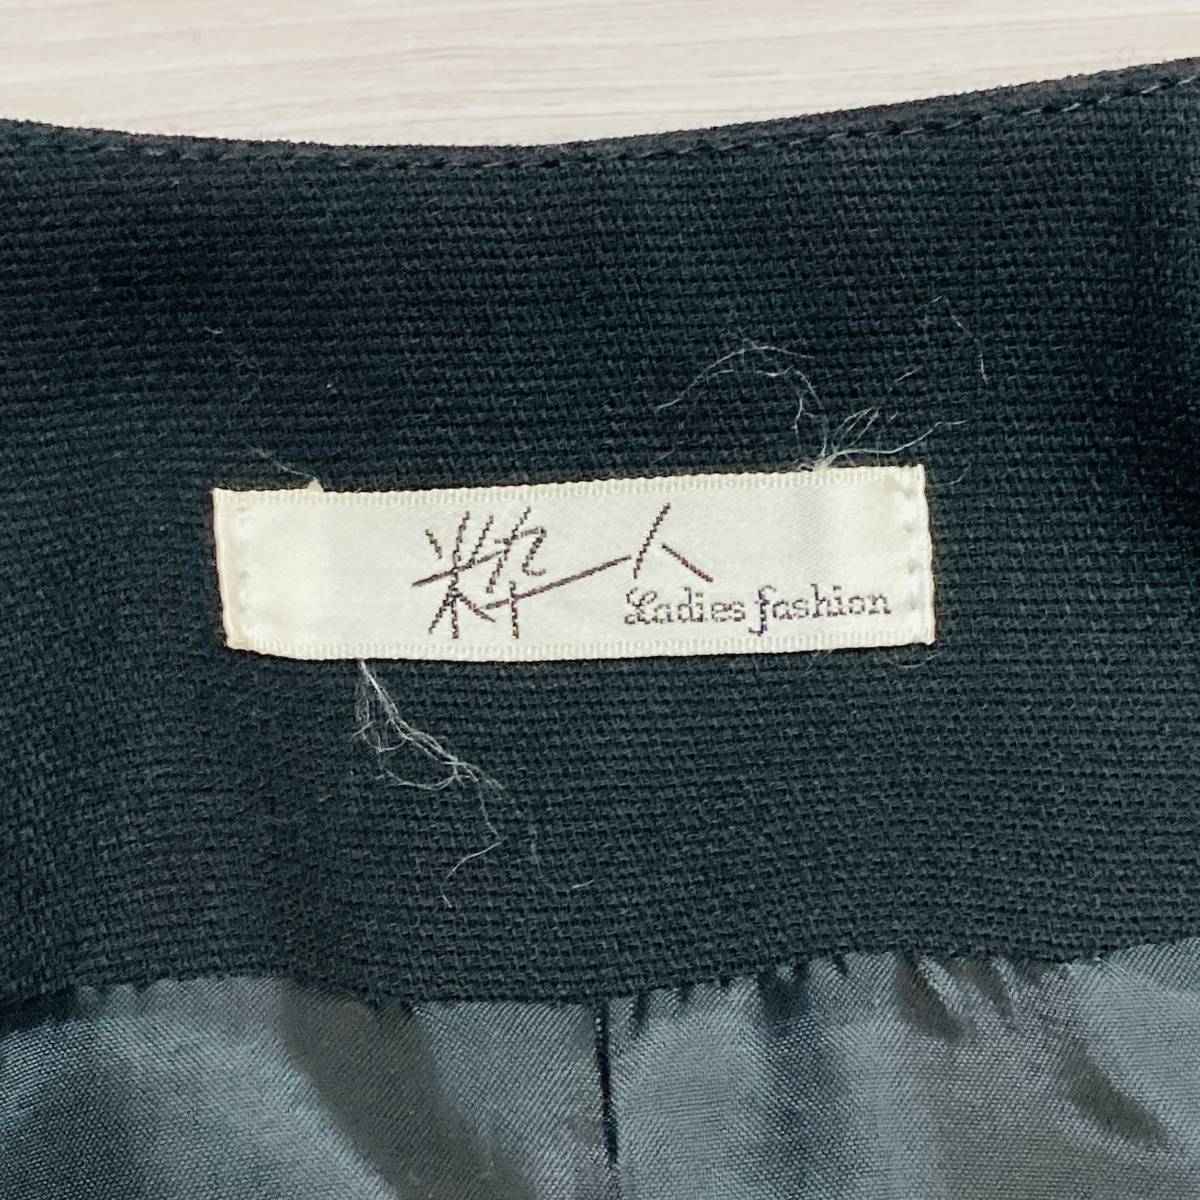 粋人
Ladies fashion